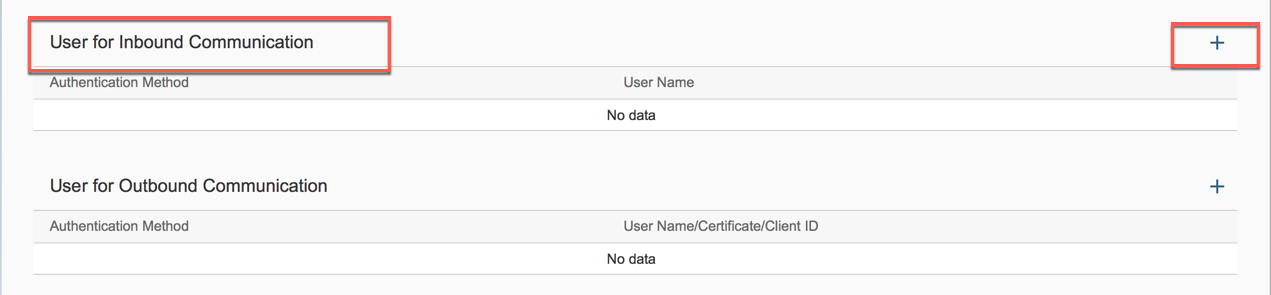 User for Inbound Communication +
Authentication Method User Name
No data
User for Outbound Communication +
Authentication Method User Name/Certificate/Client ID
No data